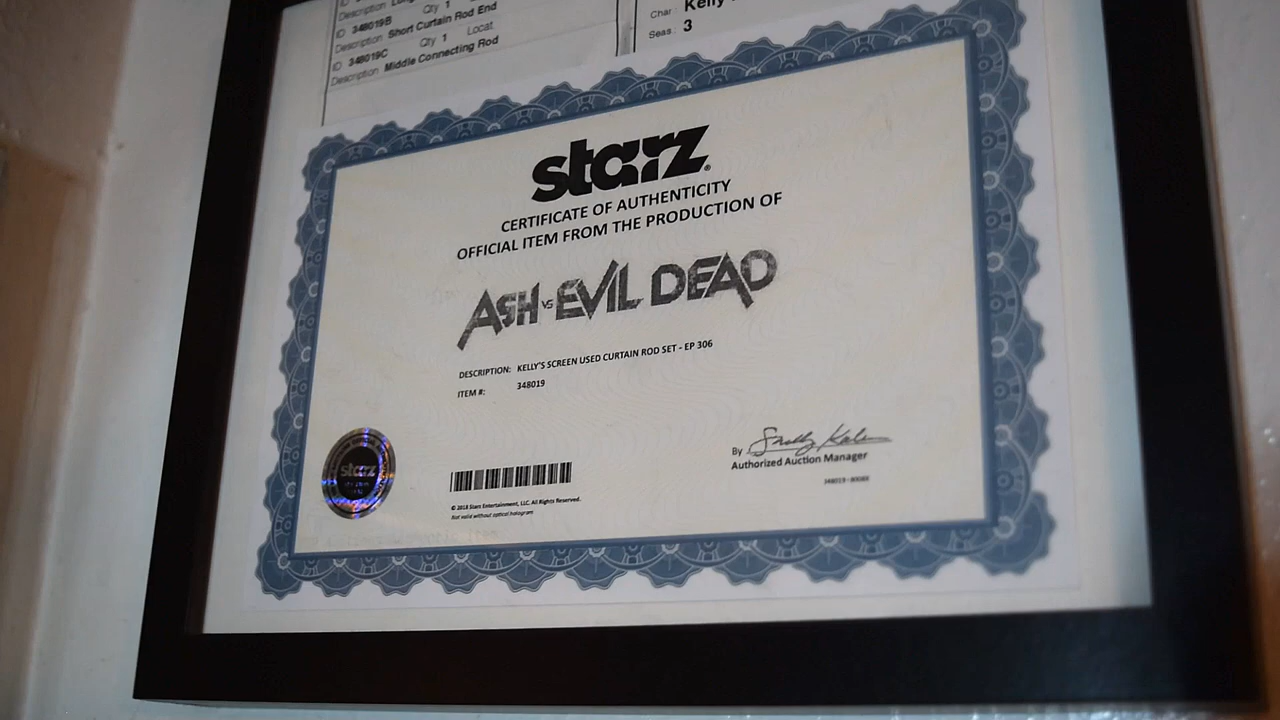 Description
ID 348019B Qty 1
Description Short Curtain Rod End
ID 348019C Qty 1 Locat
Description Middle Connecting Rod
Char: Kelly
Seas: 3
starz®
CERTIFICATE OF AUTHENTICITY
OFFICIAL ITEM FROM THE PRODUCTION OF
ASH vs EVIL DEAD
DESCRIPTION: KELLY'S SCREEN USED CURTAIN ROD SET - EP 306
ITEM #: 348019
starz
By Shelly Kalem
Authorized Auction Manager
© 2018 Starz Entertainment, LLC. All Rights Reserved.
Not valid without optical hologram